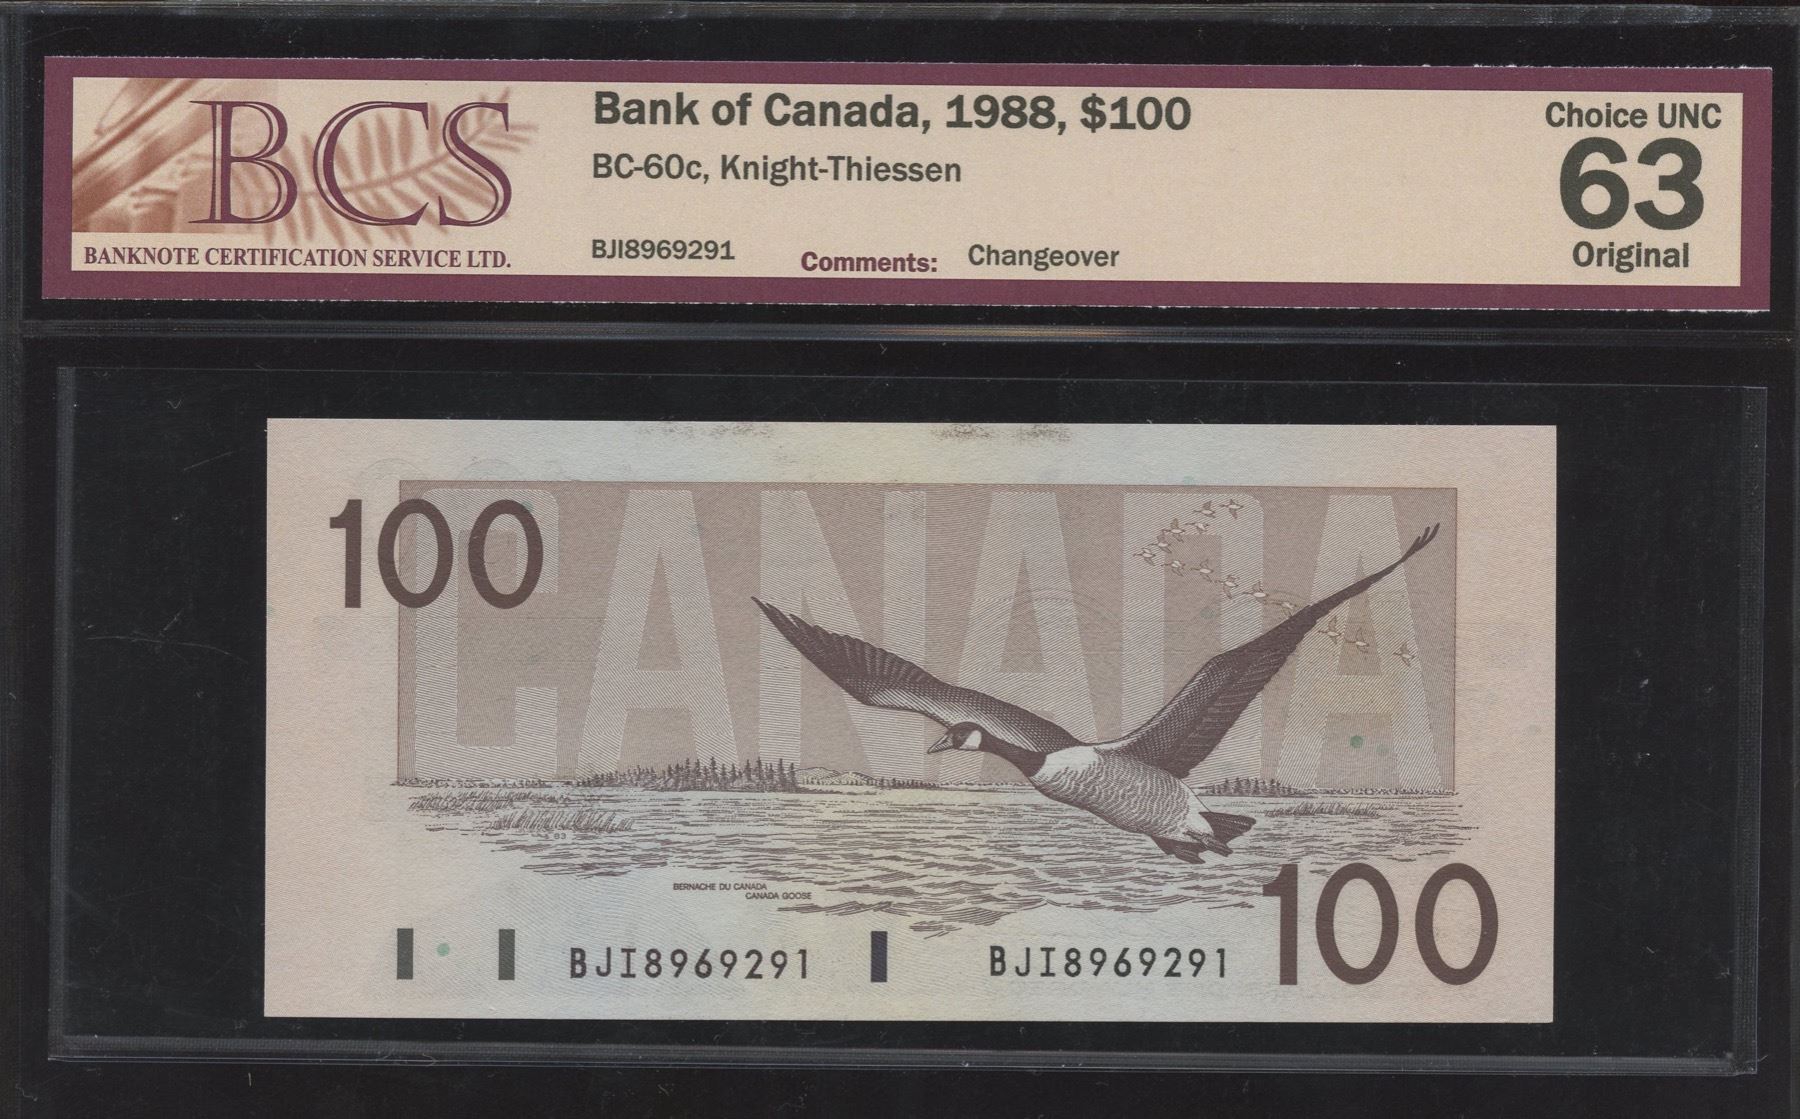 BCS
BANKNOTE CERTIFICATION SERVICE LTD.
Bank of Canada, 1988, $100
BC-60c, Knight-Thiessen
BJI8969291
Comments: Changeover
Choice UNC
63
Original
100
CANADA
BERNACHE DU CANADA
CANADA GOOSE
BJI8969291
BJI8969291
100